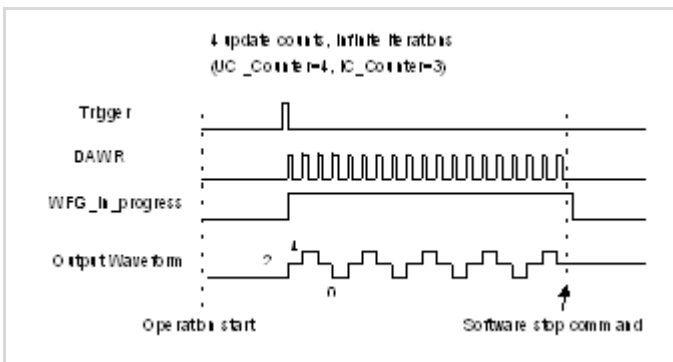 4 update counts, infinite iterations
(UC_Counter=4, IC_Counter=3)
Trigger
DAWR
WFG_in_progress
4
Output Waveform 2
0
Operation start Software stop command